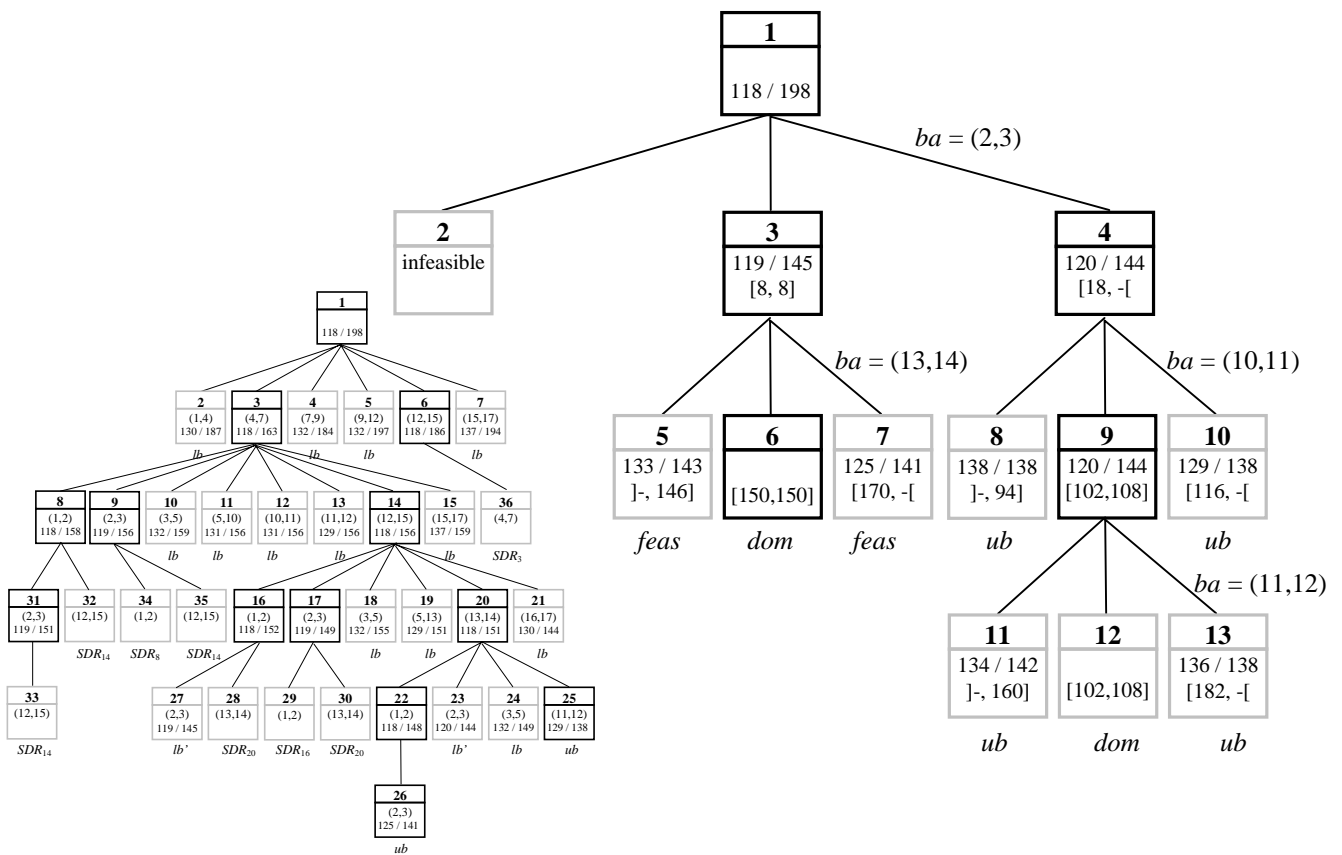 1
118 / 198
ba = (2,3)
2
infeasible
3
119 / 145
[8, 8]
4
120 / 144
[18, -[
ba = (13,14)
ba = (10,11)
5
133 / 143
]-, 146]
feas
6
[150,150]
dom
7
125 / 141
[170, -[
feas
8
138 / 138
]-, 94]
ub
9
120 / 144
[102,108]
10
129 / 138
[116, -[
ub
ba = (11,12)
11
134 / 142
]-, 160]
ub
12
[102,108]
dom
13
136 / 138
[182, -[
ub
1
118 / 198
2
(1,4)
130 / 187
lb
3
(4,7)
118 / 163
4
(7,9)
132 / 184
lb
5
(9,12)
132 / 197
lb
6
(12,15)
118 / 186
7
(15,17)
137 / 194
lb
8
(1,2)
118 / 158
9
(2,3)
119 / 156
10
(3,5)
132 / 159
lb
11
(5,10)
131 / 156
lb
12
(10,11)
131 / 156
lb
13
(11,12)
129 / 156
lb
14
(12,15)
118 / 156
15
(15,17)
137 / 159
lb
36
(4,7)
SDR3
31
(2,3)
119 / 151
32
(12,15)
SDR14
34
(1,2)
SDR8
35
(12,15)
SDR14
16
(1,2)
118 / 152
17
(2,3)
119 / 149
18
(3,5)
132 / 155
lb
19
(5,13)
129 / 151
lb
20
(13,14)
118 / 151
21
(16,17)
130 / 144
lb
33
(12,15)
SDR14
27
(2,3)
119 / 145
lb'
28
(13,14)
SDR20
29
(1,2)
SDR16
30
(13,14)
SDR20
22
(1,2)
118 / 148
23
(2,3)
120 / 144
lb'
24
(3,5)
132 / 149
lb
25
(11,12)
129 / 138
ub
26
(2,3)
125 / 141
ub